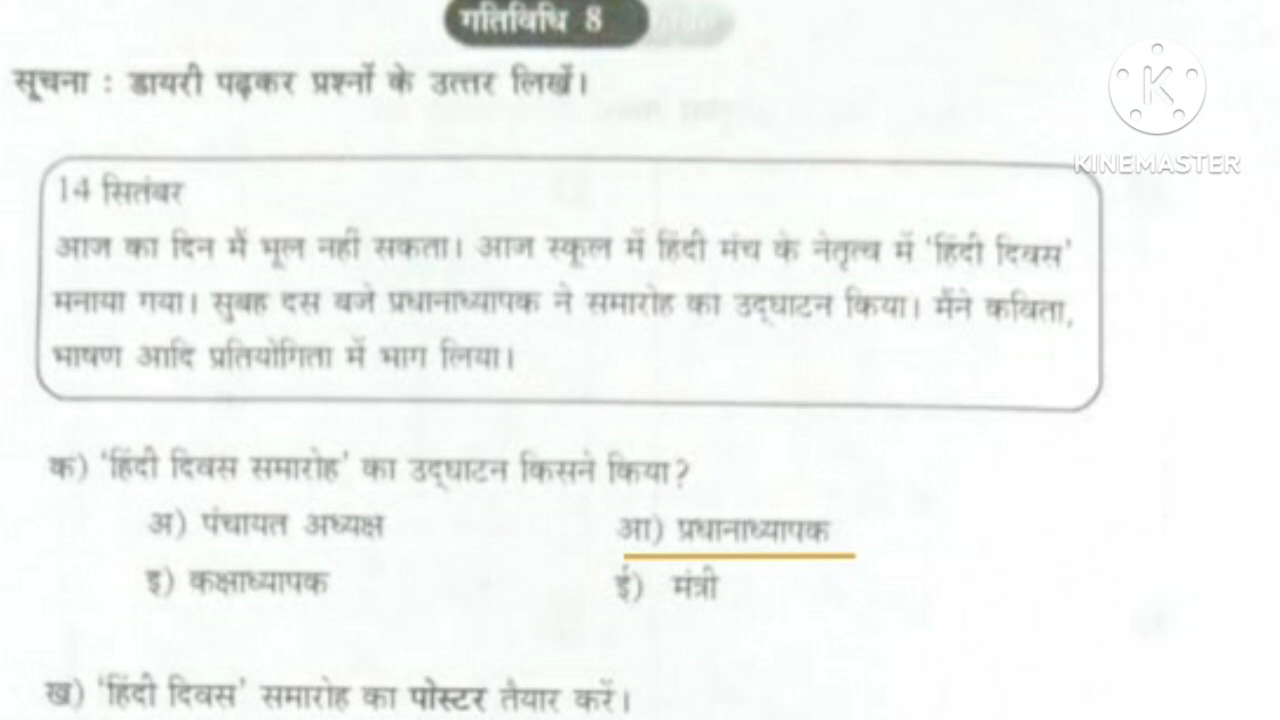 गतिविधि 8
सूचना : डायरी पढ़कर प्रश्नों के उत्तर लिखें।
KINEMASTER
14 सितंबर
आज का दिन मैं भूल नहीं सकता। आज स्कूल में हिंदी मंच के नेतृत्व में 'हिंदी दिवस'
मनाया गया। सुबह दस बजे प्रधानाध्यापक ने समारोह का उद्घाटन किया। मैंने कविता,
भाषण आदि प्रतियोगिता में भाग लिया।
क) 'हिंदी दिवस समारोह' का उद्घाटन किसने किया?
अ) पंचायत अध्यक्ष आ) प्रधानाध्यापक
इ) कक्षाध्यापक ई) मंत्री
ख) 'हिंदी दिवस' समारोह का पोस्टर तैयार करें।